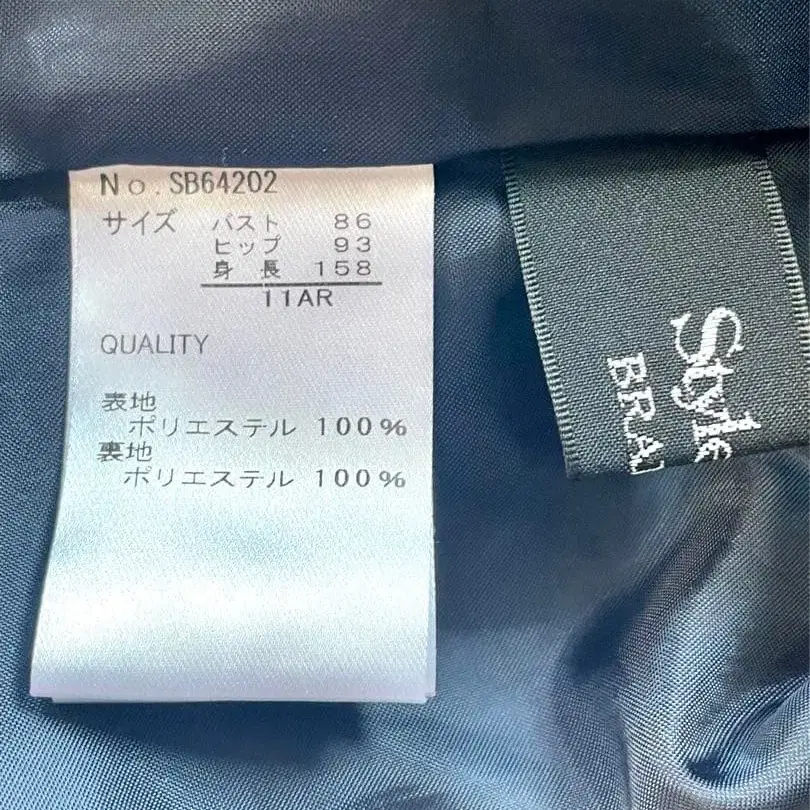 No.SB64202
サイズ バスト 86
ヒップ 93
身長 158
11AR
QUALITY
表地
ポリエステル 100%
裏地
ポリエステル 100%
Style